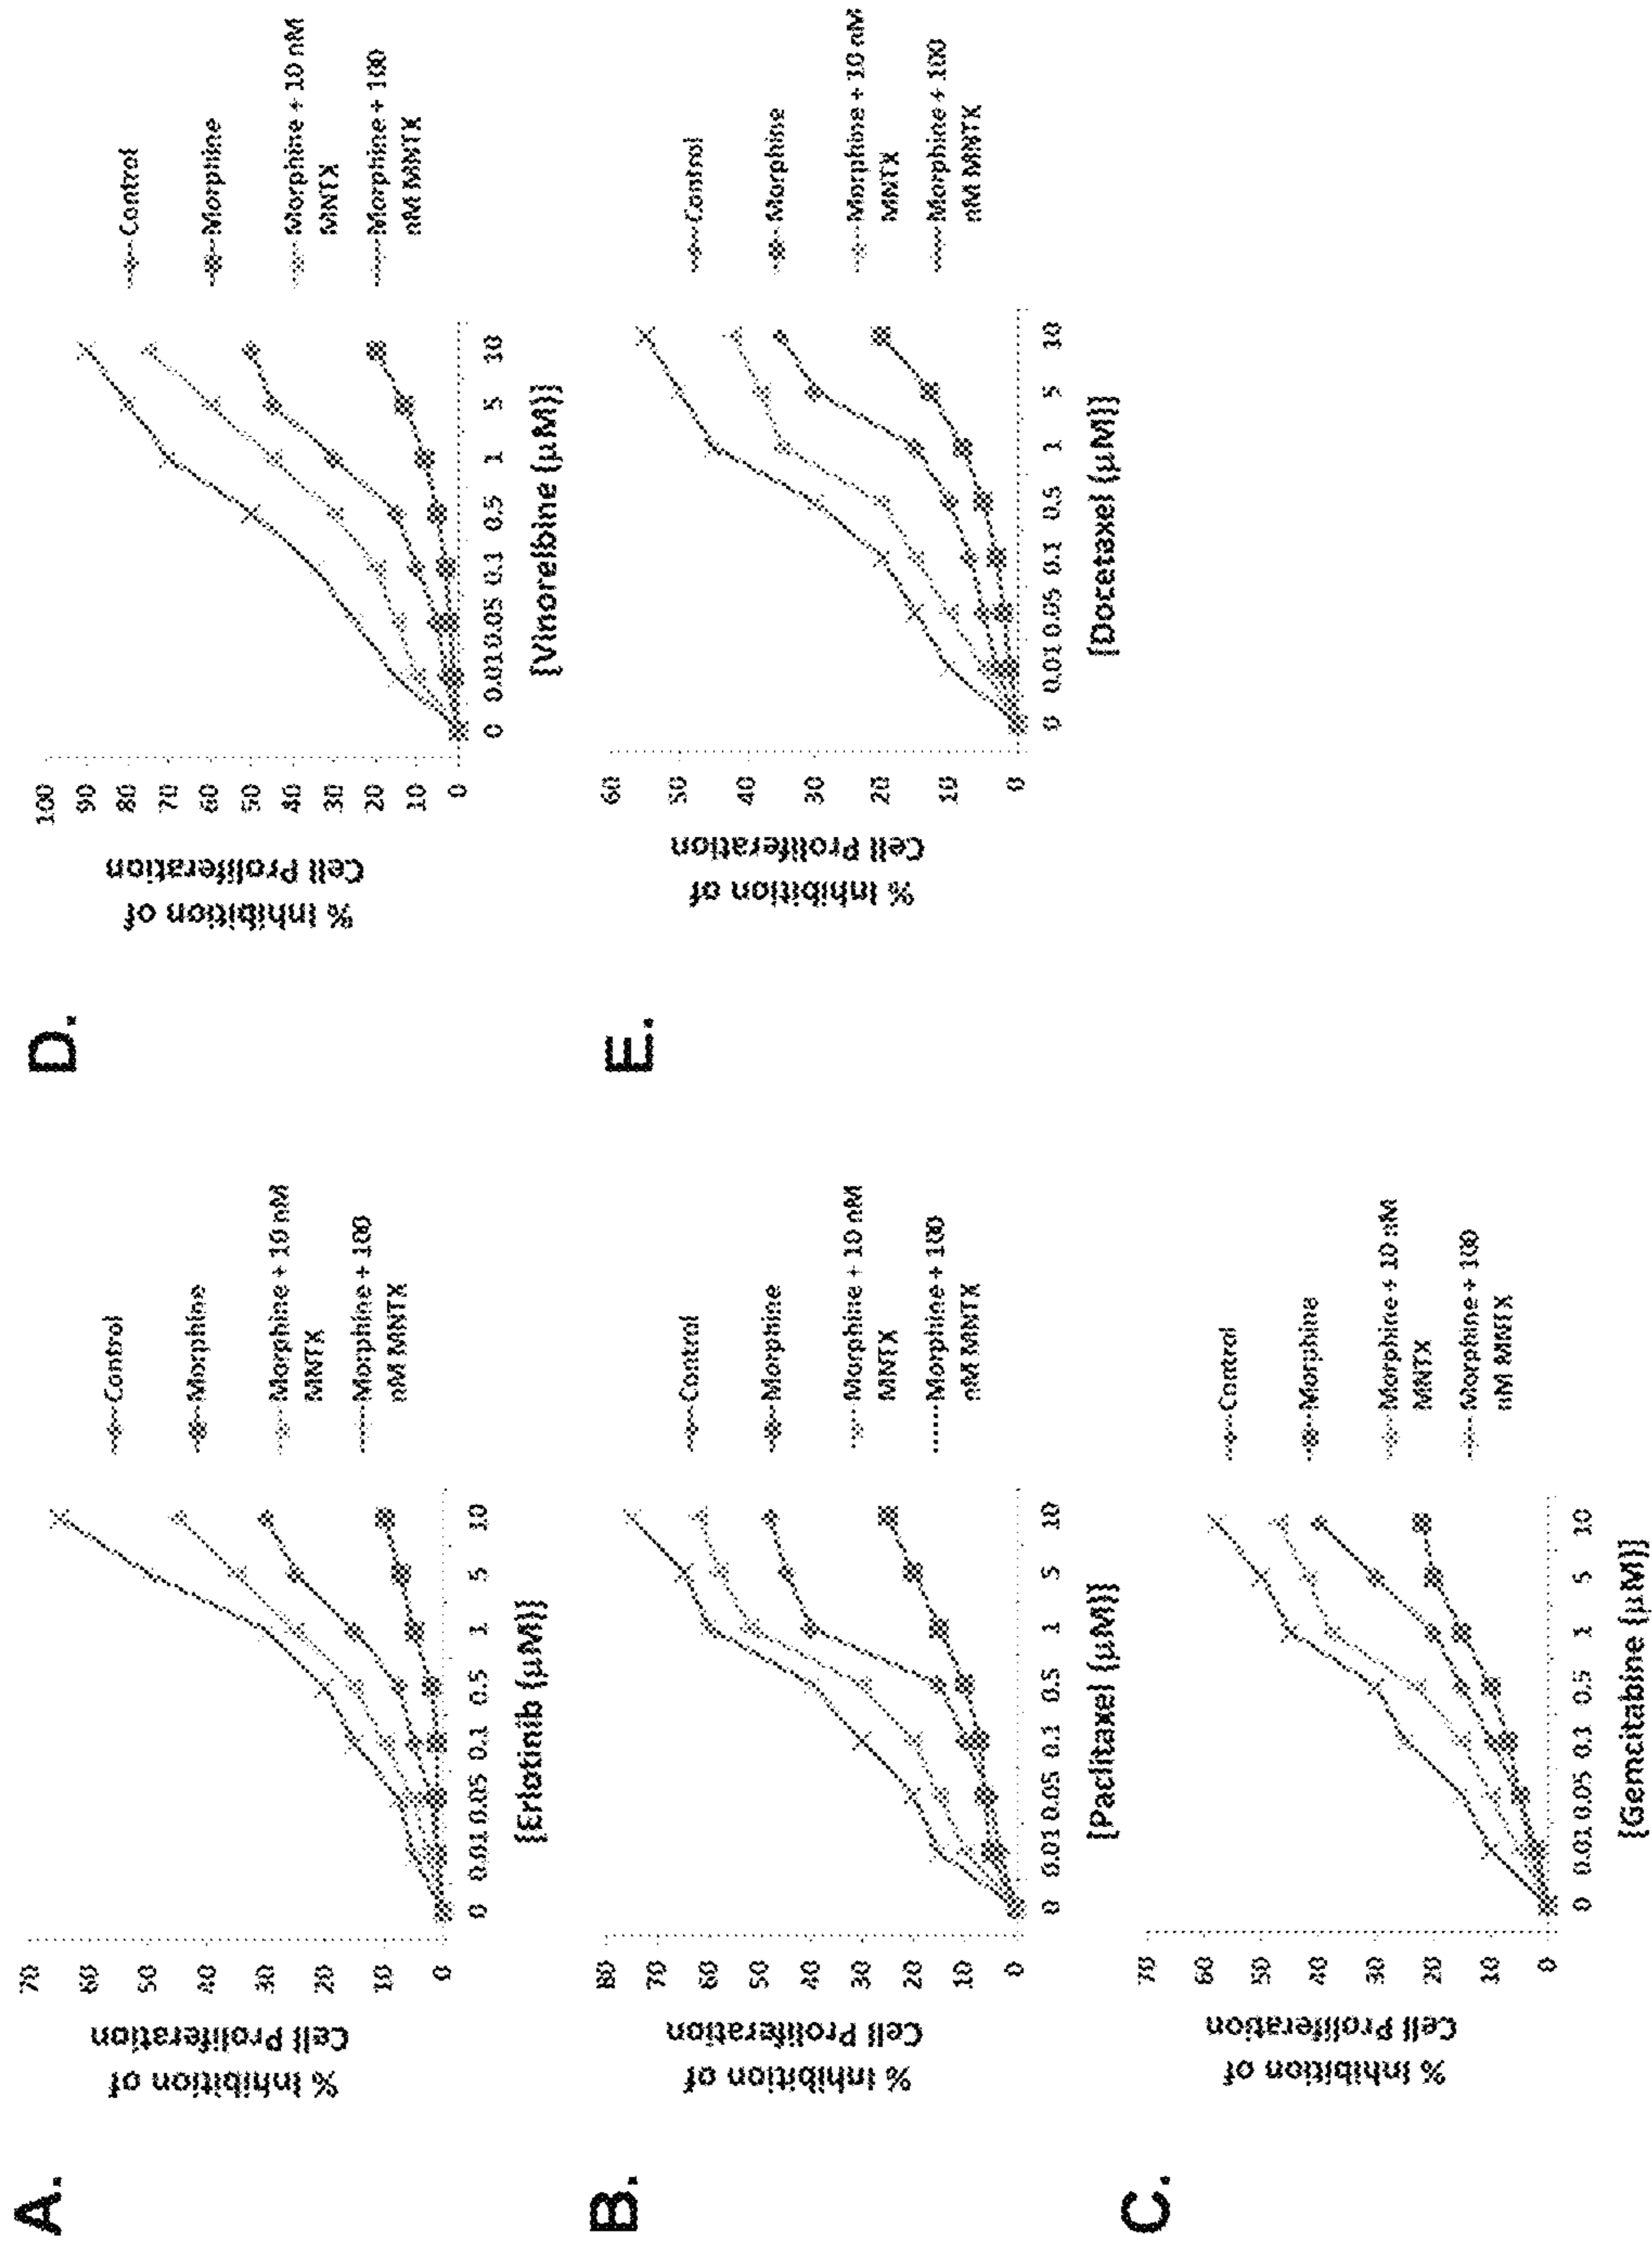 A.
% Inhibition of
Cell Proliferation
70
60
50
40
30
20
10
0
0 0.01 0.05 0.1 0.5 1 5 10
[Erlotinib (µM)]
Control
Morphine
Morphine + 10 nM
MNTX
Morphine + 100
nM MNTX
B.
% Inhibition of
Cell Proliferation
80
70
60
50
40
30
20
10
0
0 0.01 0.05 0.1 0.5 1 5 10
[Paclitaxel (µM)]
Control
Morphine
Morphine + 10 nM
MNTX
Morphine + 100
nM MNTX
C.
% Inhibition of
Cell Proliferation
70
60
50
40
30
20
10
0
0 0.01 0.05 0.1 0.5 1 5 10
[Gemcitabine (µM)]
Control
Morphine
Morphine + 10 nM
MNTX
Morphine + 100
nM MNTX
D.
% Inhibition of
Cell Proliferation
100
90
80
70
60
50
40
30
20
10
0
0 0.01 0.05 0.1 0.5 1 5 10
[Vinorelbine (µM)]
Control
Morphine
Morphine + 10 nM
MNTX
Morphine + 100
nM MNTX
E.
% Inhibition of
Cell Proliferation
60
50
40
30
20
10
0
0 0.01 0.05 0.1 0.5 1 5 10
[Docetaxel (µM)]
Control
Morphine
Morphine + 10 nM
MNTX
Morphine + 100
nM MNTX